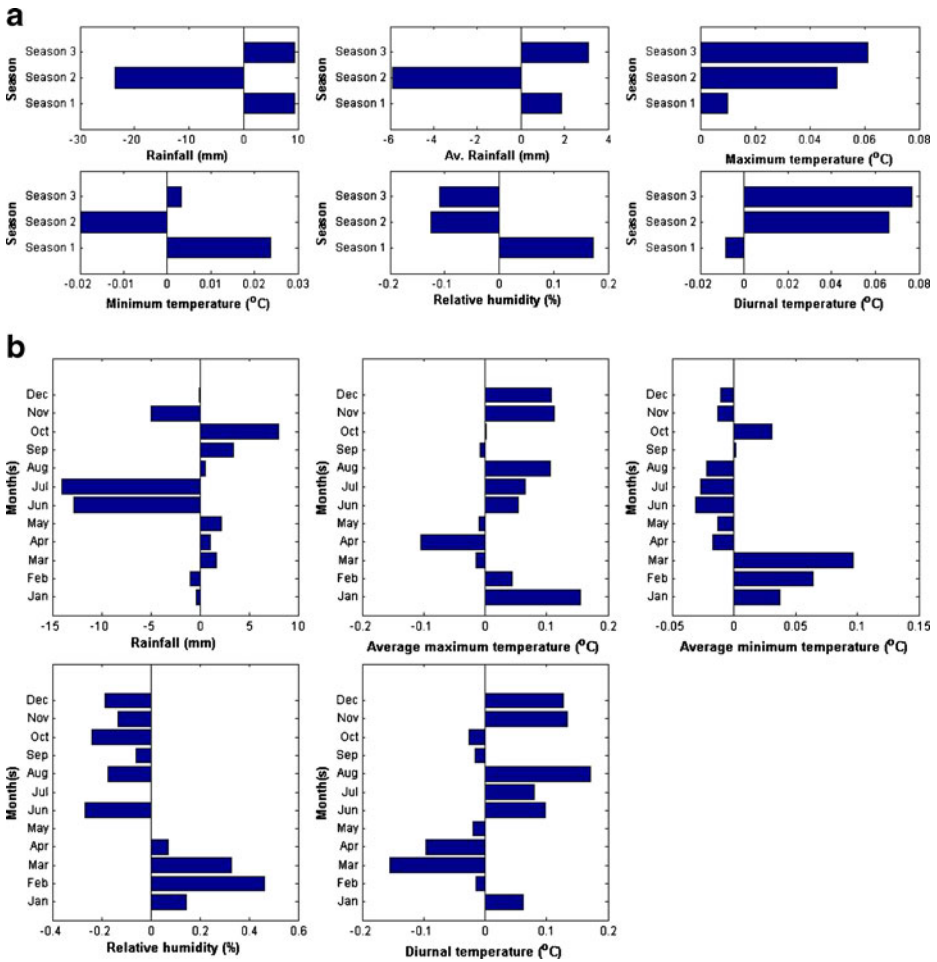 a
Season
Season 3
Season 2
Season 1
-30 -20 -10 0 10
Rainfall (mm)
Season
Season 3
Season 2
Season 1
-6 -4 -2 0 2 4
Av. Rainfall (mm)
Season
Season 3
Season 2
Season 1
0 0.02 0.04 0.06 0.08
Maximum temperature (°C)
Season
Season 3
Season 2
Season 1
-0.02 -0.01 0 0.01 0.02 0.03
Minimum temperature (°C)
Season
Season 3
Season 2
Season 1
-0.2 -0.1 0 0.1 0.2
Relative humidity (%)
Season
Season 3
Season 2
Season 1
-0.02 0 0.02 0.04 0.06 0.08
Diurnal temperature (°C)
b
Month(s)
Dec
Nov
Oct
Sep
Aug
Jul
Jun
May
Apr
Mar
Feb
Jan
-15 -10 -5 0 5 10
Rainfall (mm)
Month(s)
Dec
Nov
Oct
Sep
Aug
Jul
Jun
May
Apr
Mar
Feb
Jan
-0.2 -0.1 0 0.1 0.2
Average maximum temperature (°C)
Month(s)
Dec
Nov
Oct
Sep
Aug
Jul
Jun
May
Apr
Mar
Feb
Jan
-0.05 0 0.05 0.1 0.15
Average minimum temperature (°C)
Month(s)
Dec
Nov
Oct
Sep
Aug
Jul
Jun
May
Apr
Mar
Feb
Jan
-0.4 -0.2 0 0.2 0.4 0.6
Relative humidity (%)
Month(s)
Dec
Nov
Oct
Sep
Aug
Jul
Jun
May
Apr
Mar
Feb
Jan
-0.2 -0.1 0 0.1 0.2
Diurnal temperature (°C)